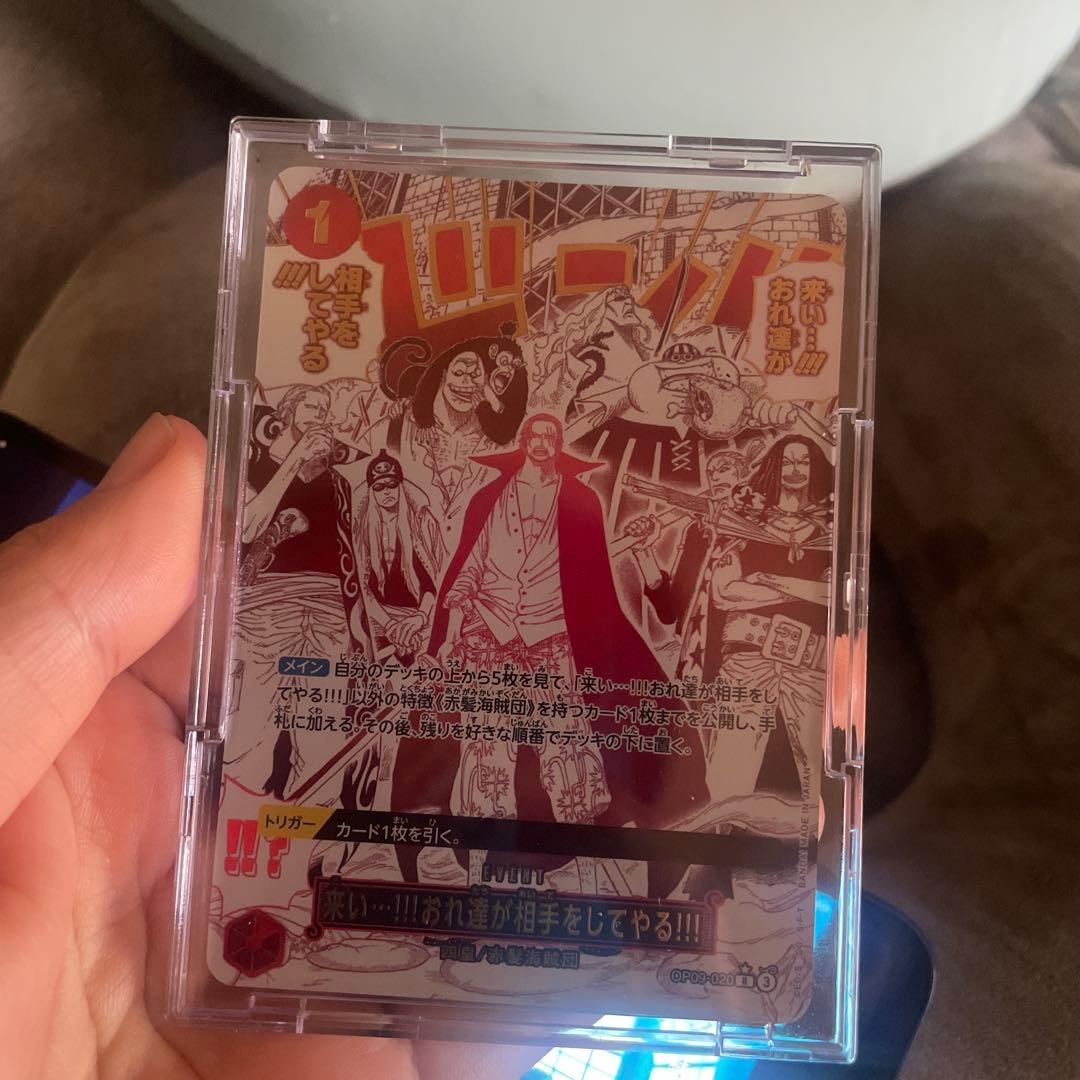 1
ドン
来い…!!!
おれ達が
相手を
してやる
!!!
メイン 自分のデッキの上から5枚を見て、「来い…!!!おれ達が相手をし
てやる!!!」以外の特徴《赤髪海賊団》を持つカード1枚までを公開し、手
札に加える。その後、残りを好きな順番でデッキの下に置く。
!!?
トリガー カード1枚を引く。
EVENT
来い…!!!おれ達が相手をしてやる!!!
四皇/赤髪海賊団
OP09-020 R 3
BANDAI MADE IN JAPAN